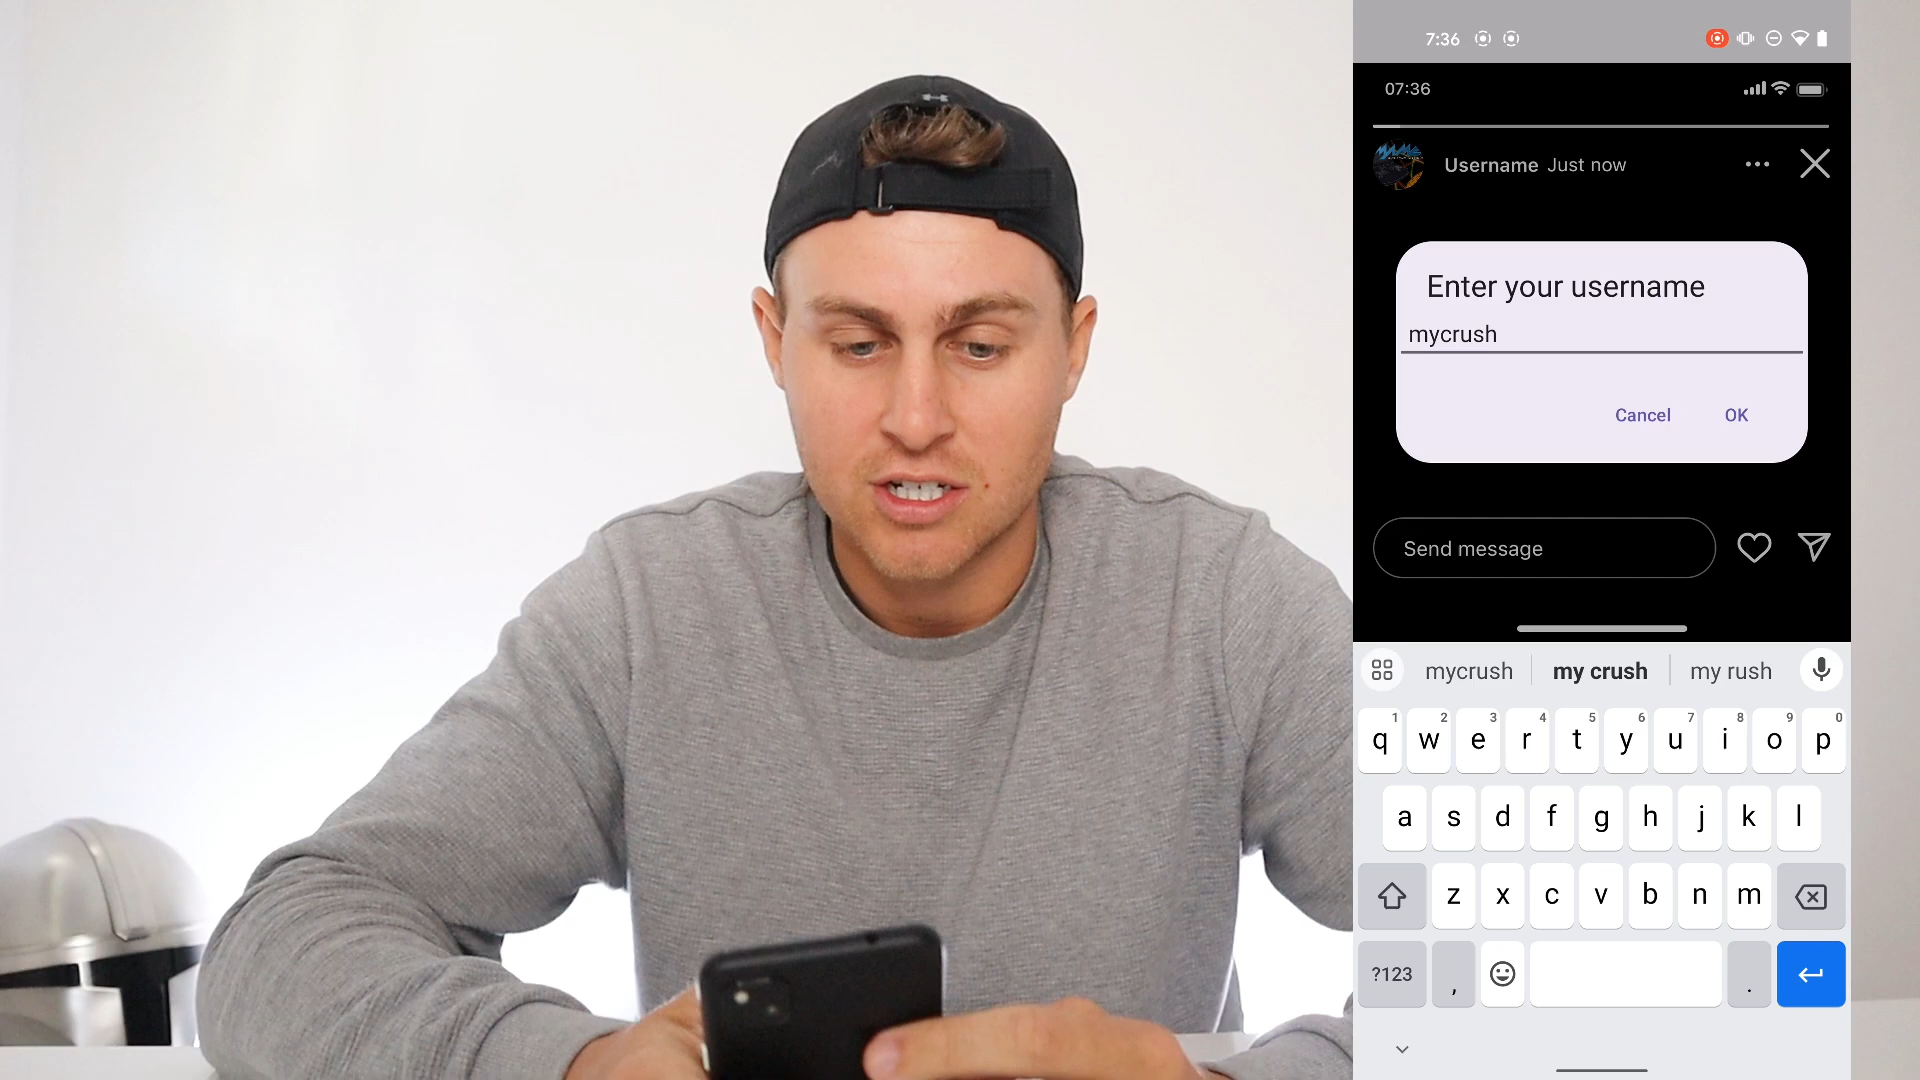 7:36
07:36
Username Just now
Enter your username
mycrush
Cancel OK
Send message
mycrush my crush my rush
1 2 3 4 5 6 7 8 9 0
q w e r t y u i o p
a s d f g h j k l
z x c v b n m
?123 , .